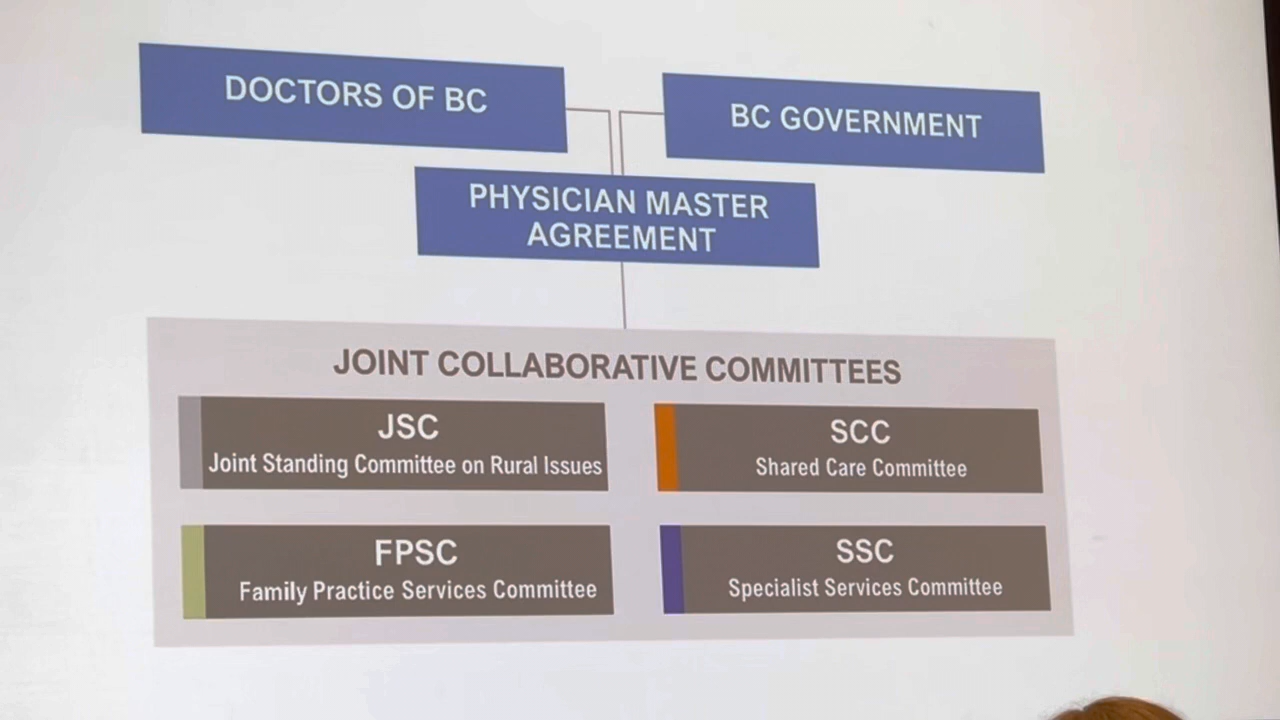 DOCTORS OF BC
BC GOVERNMENT
PHYSICIAN MASTER
AGREEMENT
JOINT COLLABORATIVE COMMITTEES
JSC
Joint Standing Committee on Rural Issues
SCC
Shared Care Committee
FPSC
Family Practice Services Committee
SSC
Specialist Services Committee